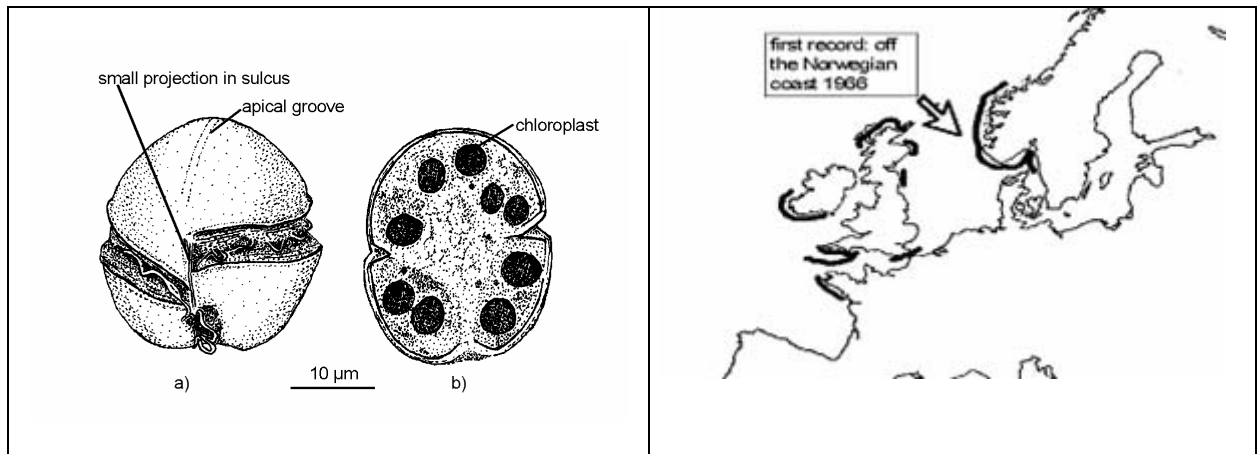 small projection in sulcus
apical groove
chloroplast
10 µm
a)
b)
first record: off
the Norwegian
coast 1966